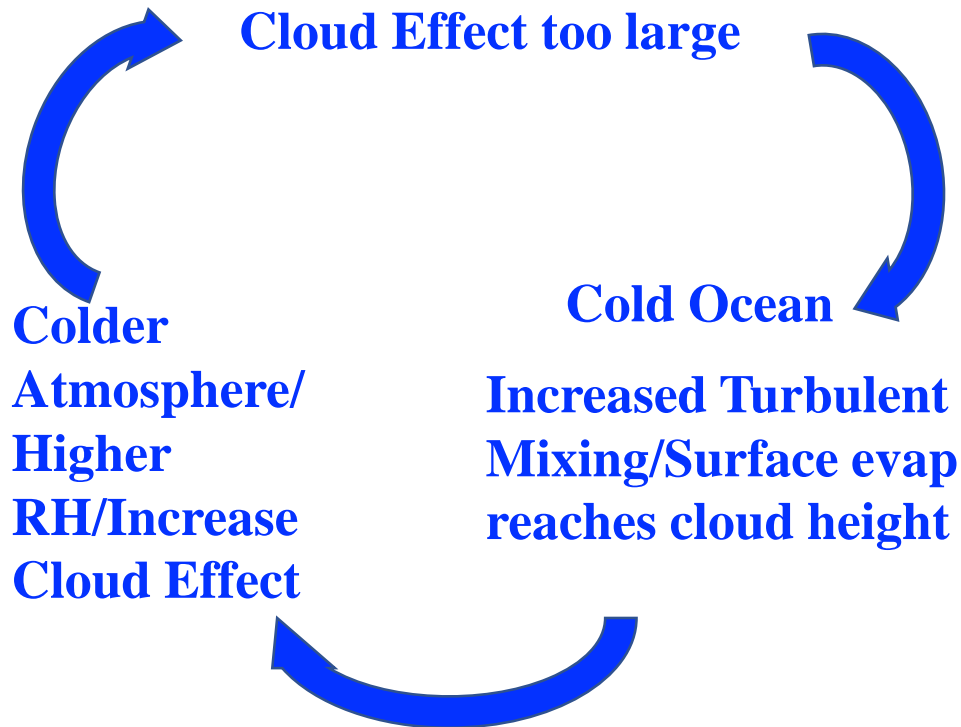 Cloud Effect too large
Cold Ocean
Increased Turbulent
Mixing/Surface evap
reaches cloud height
Colder
Atmosphere/
Higher
RH/Increase
Cloud Effect